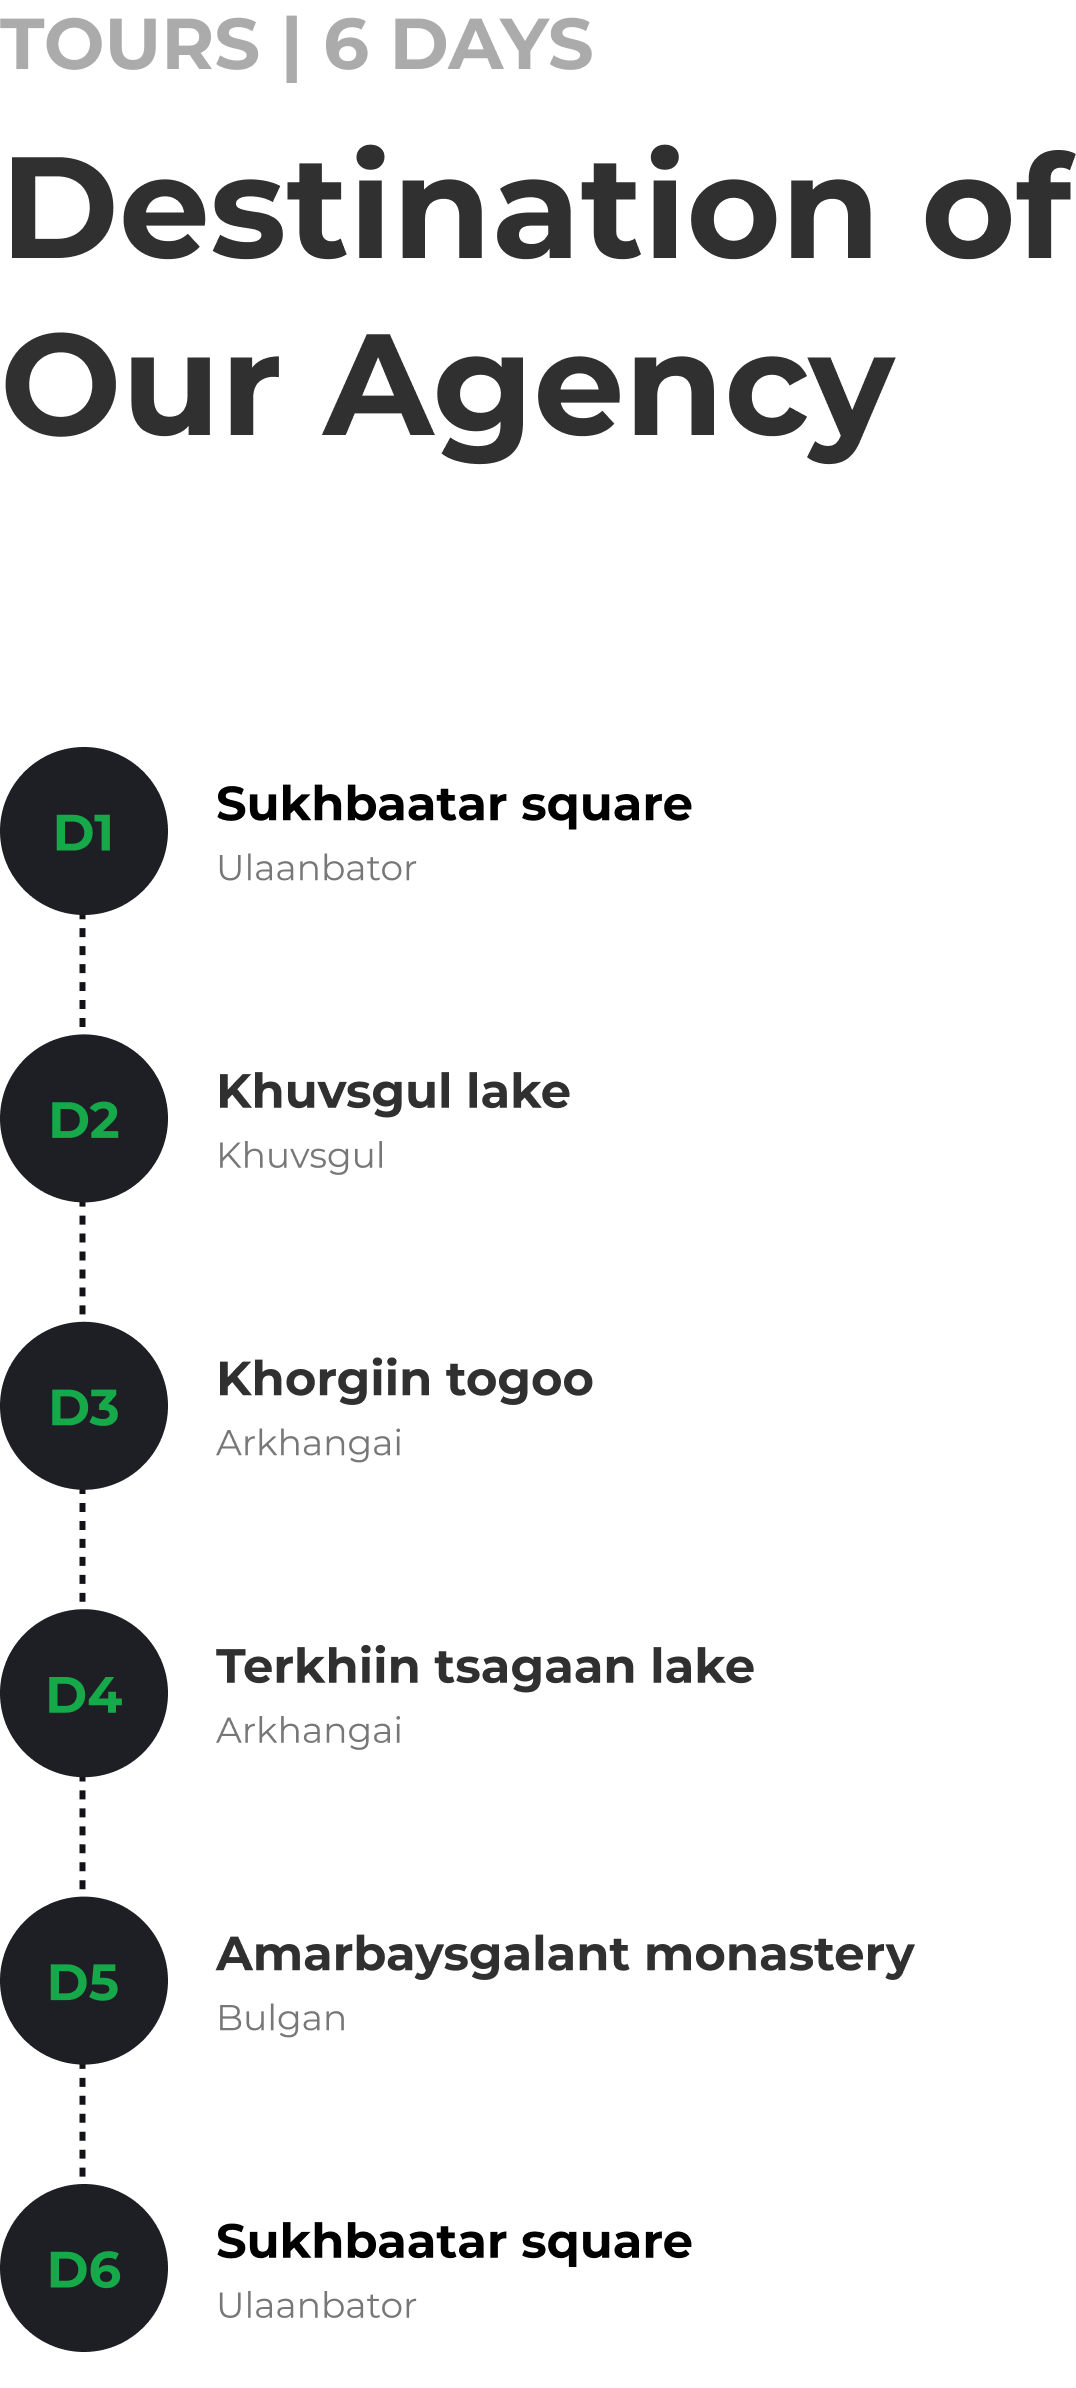 TOURS | 6 DAYS
Destination of
Our Agency
D1
Sukhbaatar square
Ulaanbator
D2
Khuvsgul lake
Khuvsgul
D3
Khorgiin togoo
Arkhangai
D4
Terkhiin tsagaan lake
Arkhangai
D5
Amarbaysgalant monastery
Bulgan
D6
Sukhbaatar square
Ulaanbator